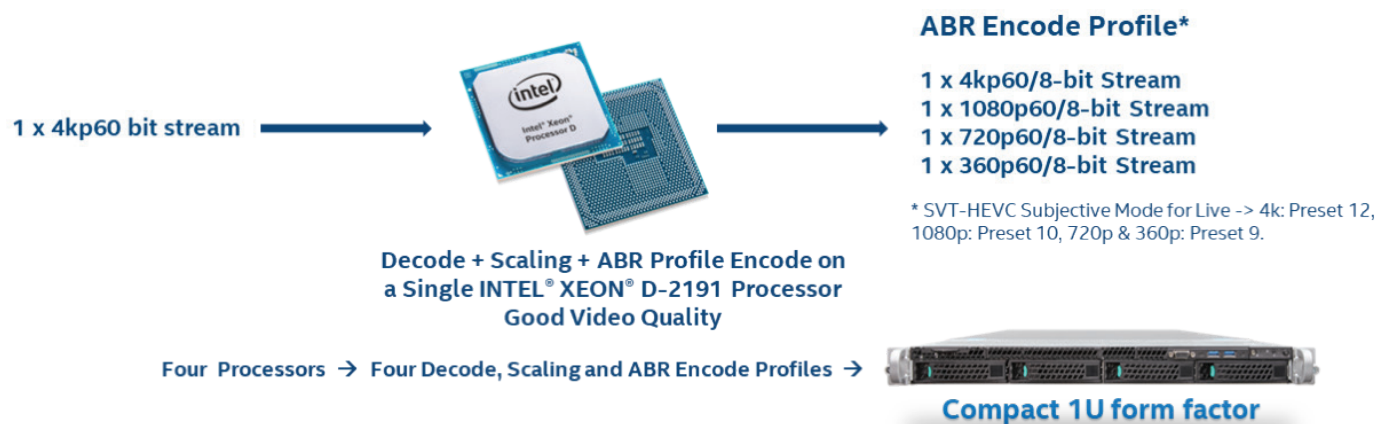 1 x 4kp60 bit stream
intel
Intel® Xeon®
Processor D
Decode + Scaling + ABR Profile Encode on
a Single INTEL® XEON® D-2191 Processor
Good Video Quality
ABR Encode Profile*
1 x 4kp60/8-bit Stream
1 x 1080p60/8-bit Stream
1 x 720p60/8-bit Stream
1 x 360p60/8-bit Stream
* SVT-HEVC Subjective Mode for Live -> 4k: Preset 12,
1080p: Preset 10, 720p & 360p: Preset 9.
Four Processors → Four Decode, Scaling and ABR Encode Profiles →
Compact 1U form factor